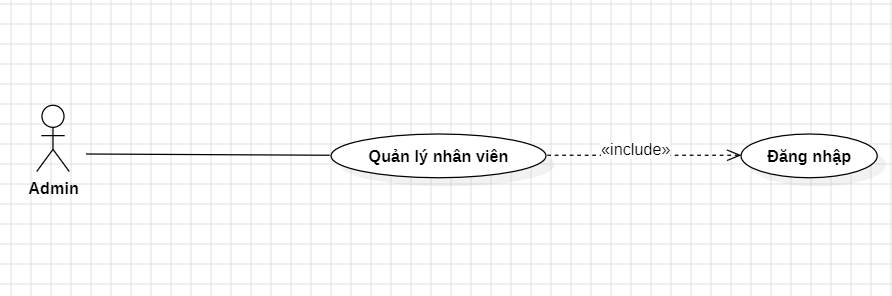 Admin
Quản lý nhân viên
«include»
Đăng nhập